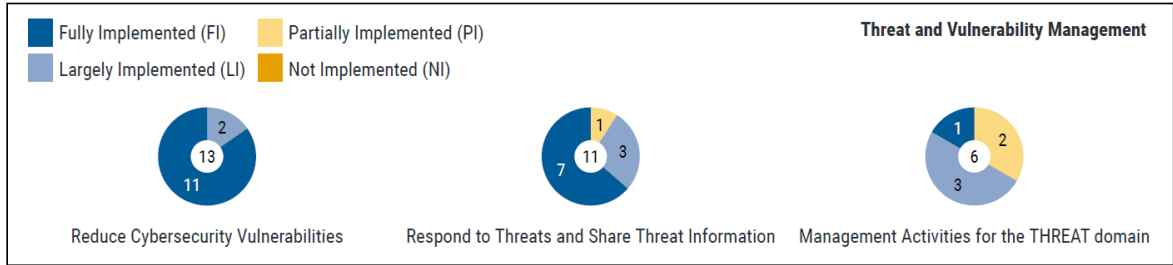 Fully Implemented (FI)
Partially Implemented (PI)
Threat and Vulnerability Management
Largely Implemented (LI)
Not Implemented (NI)
2
13
11
1
3
11
7
1
2
6
3
Reduce Cybersecurity Vulnerabilities
Respond to Threats and Share Threat Information
Management Activities for the THREAT domain